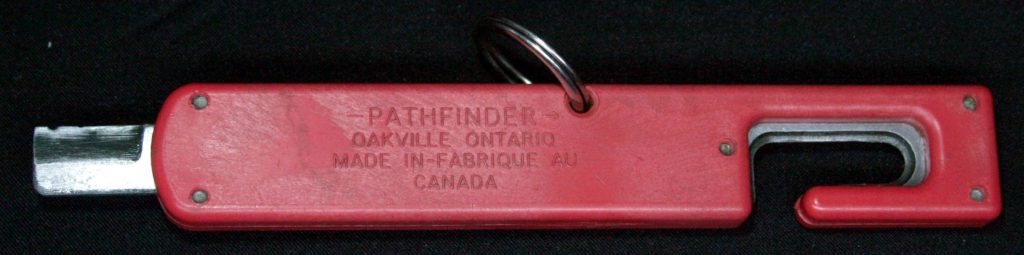 -PATHFINDER-
OAKVILLE ONTARIO
MADE IN-FABRIQUE AU
CANADA